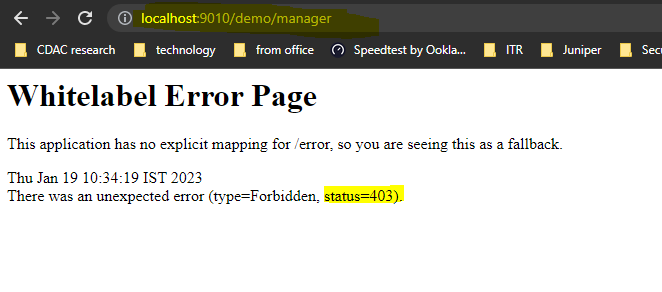 localhost:9010/demo/manager
CDAC research technology from office Speedtest by Ookla... ITR Juniper Sec
Whitelabel Error Page
This application has no explicit mapping for /error, so you are seeing this as a fallback.
Thu Jan 19 10:34:19 IST 2023
There was an unexpected error (type=Forbidden, status=403).